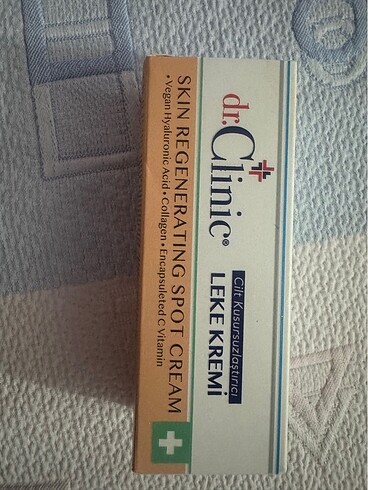 dr.Clinic®
Cilt Kusursuzlaştırıcı
LEKE KREMİ
SKIN REGENERATING SPOT CREAM
• Vegan Hyaluronic Acid • Collagen • Encapsuleted C Vitamin